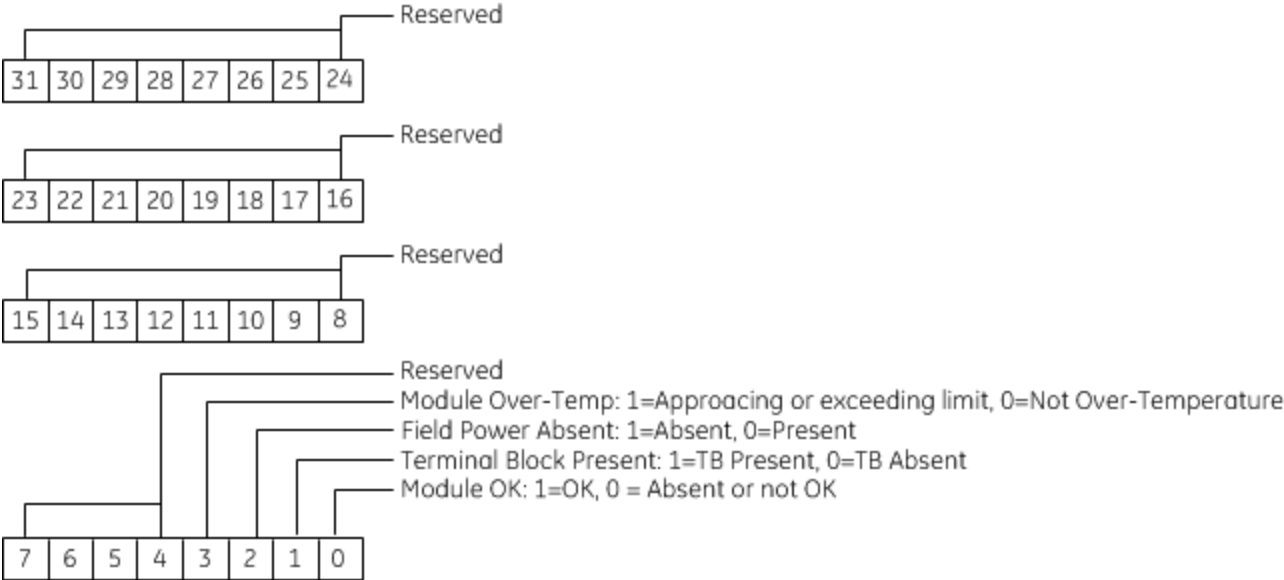 Reserved
31 30 29 28 27 26 25 24
Reserved
23 22 21 20 19 18 17 16
Reserved
15 14 13 12 11 10 9 8
Reserved
Module Over-Temp: 1=Approacing or exceeding limit, 0=Not Over-Temperature
Field Power Absent: 1=Absent, 0=Present
Terminal Block Present: 1=TB Present, 0=TB Absent
Module OK: 1=OK, 0 = Absent or not OK
7 6 5 4 3 2 1 0